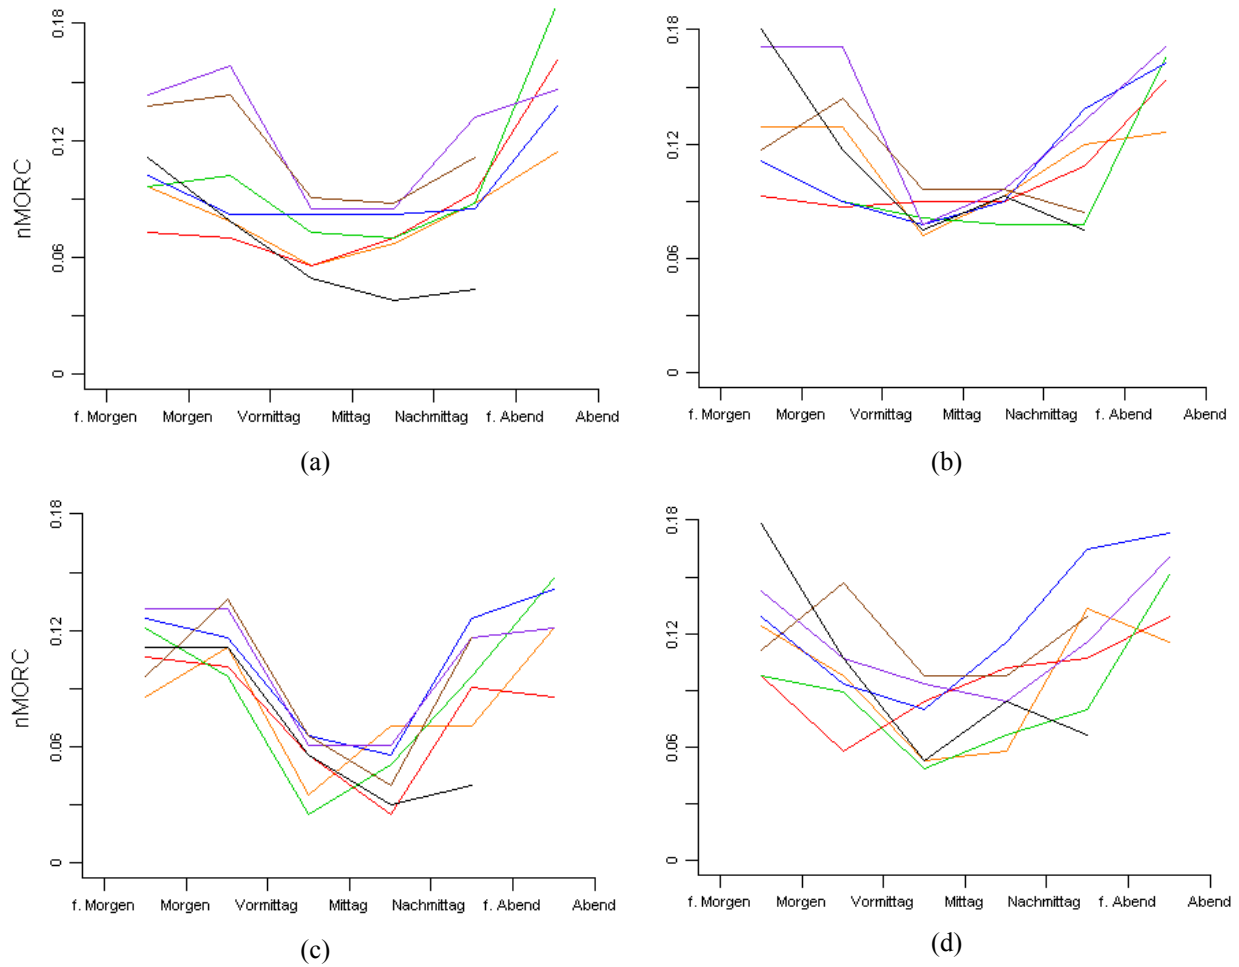 nMORC
0.18
0.12
0.06
0
f. Morgen Morgen Vormittag Mittag Nachmittag f. Abend Abend
(a)
0.18
0.12
0.06
0
f. Morgen Morgen Vormittag Mittag Nachmittag f. Abend Abend
(b)
nMORC
0.18
0.12
0.06
0
f. Morgen Morgen Vormittag Mittag Nachmittag f. Abend Abend
(c)
0.18
0.12
0.06
0
f. Morgen Morgen Vormittag Mittag Nachmittag f. Abend Abend
(d)